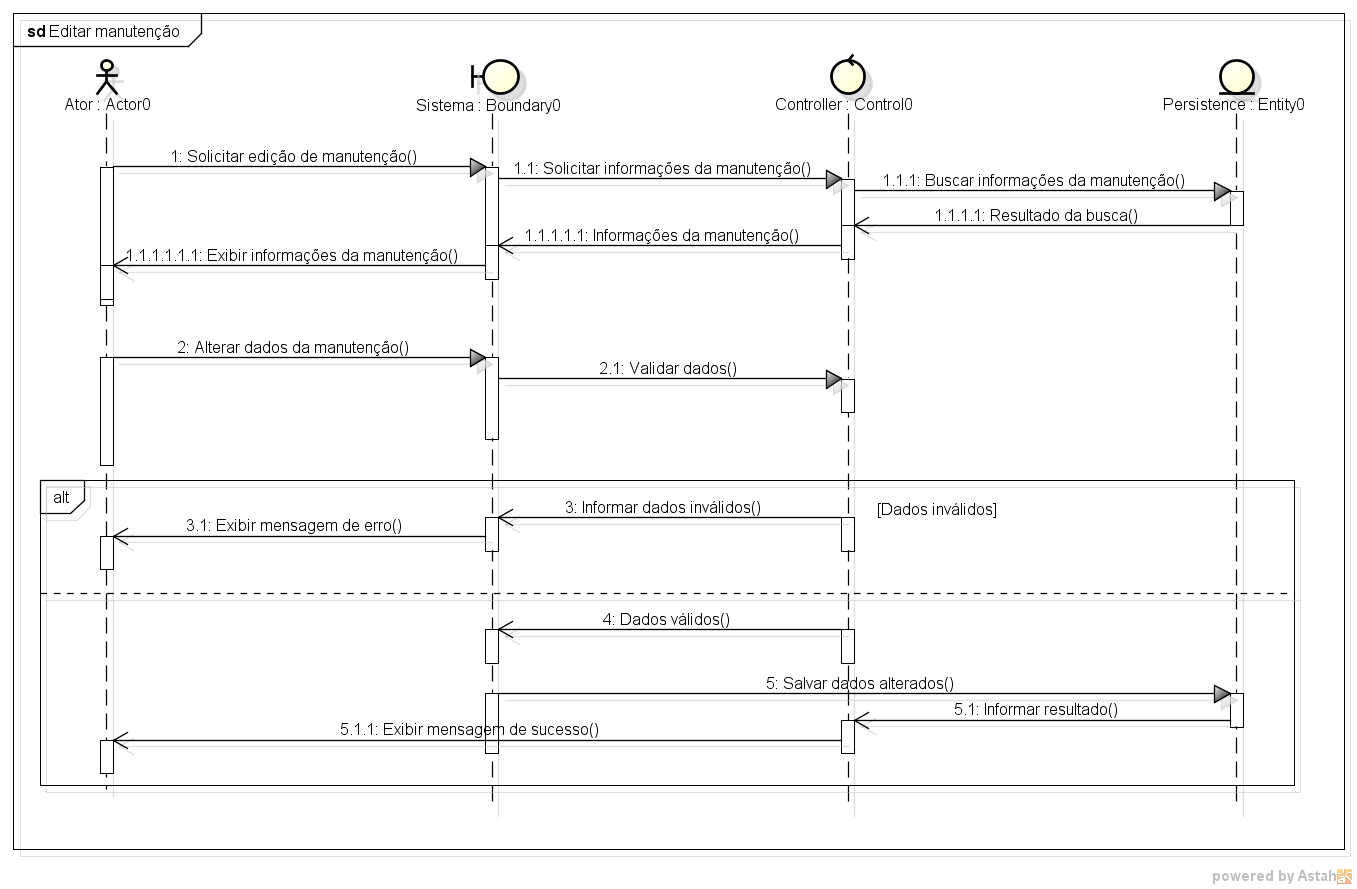 sd Editar manutenção
Ator : Actor0
Sistema : Boundary0
Controller : Control0
Persistence : Entity0
1: Solicitar edição de manutenção()
1.1: Solicitar informações da manutenção()
1.1.1: Buscar informações da manutenção()
1.1.1.1: Resultado da busca()
1.1.1.1.1: Informações da manutenção()
1.1.1.1.1.1: Exibir informações da manutenção()
2: Alterar dados da manutenção()
2.1: Validar dados()
alt
3: Informar dados inválidos()
[Dados inválidos]
3.1: Exibir mensagem de erro()
4: Dados válidos()
5: Salvar dados alterados()
5.1: Informar resultado()
5.1.1: Exibir mensagem de sucesso()
powered by Astah